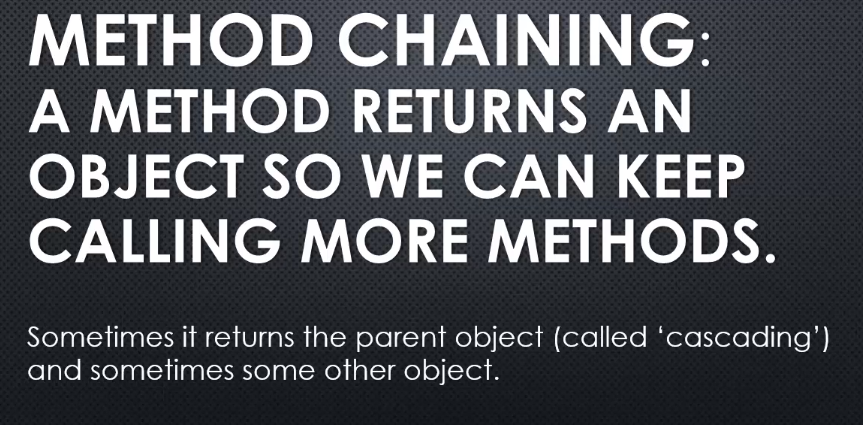 METHOD CHAINING:
A METHOD RETURNS AN
OBJECT SO WE CAN KEEP
CALLING MORE METHODS.
Sometimes it returns the parent object (called ‘cascading’)
and sometimes some other object.